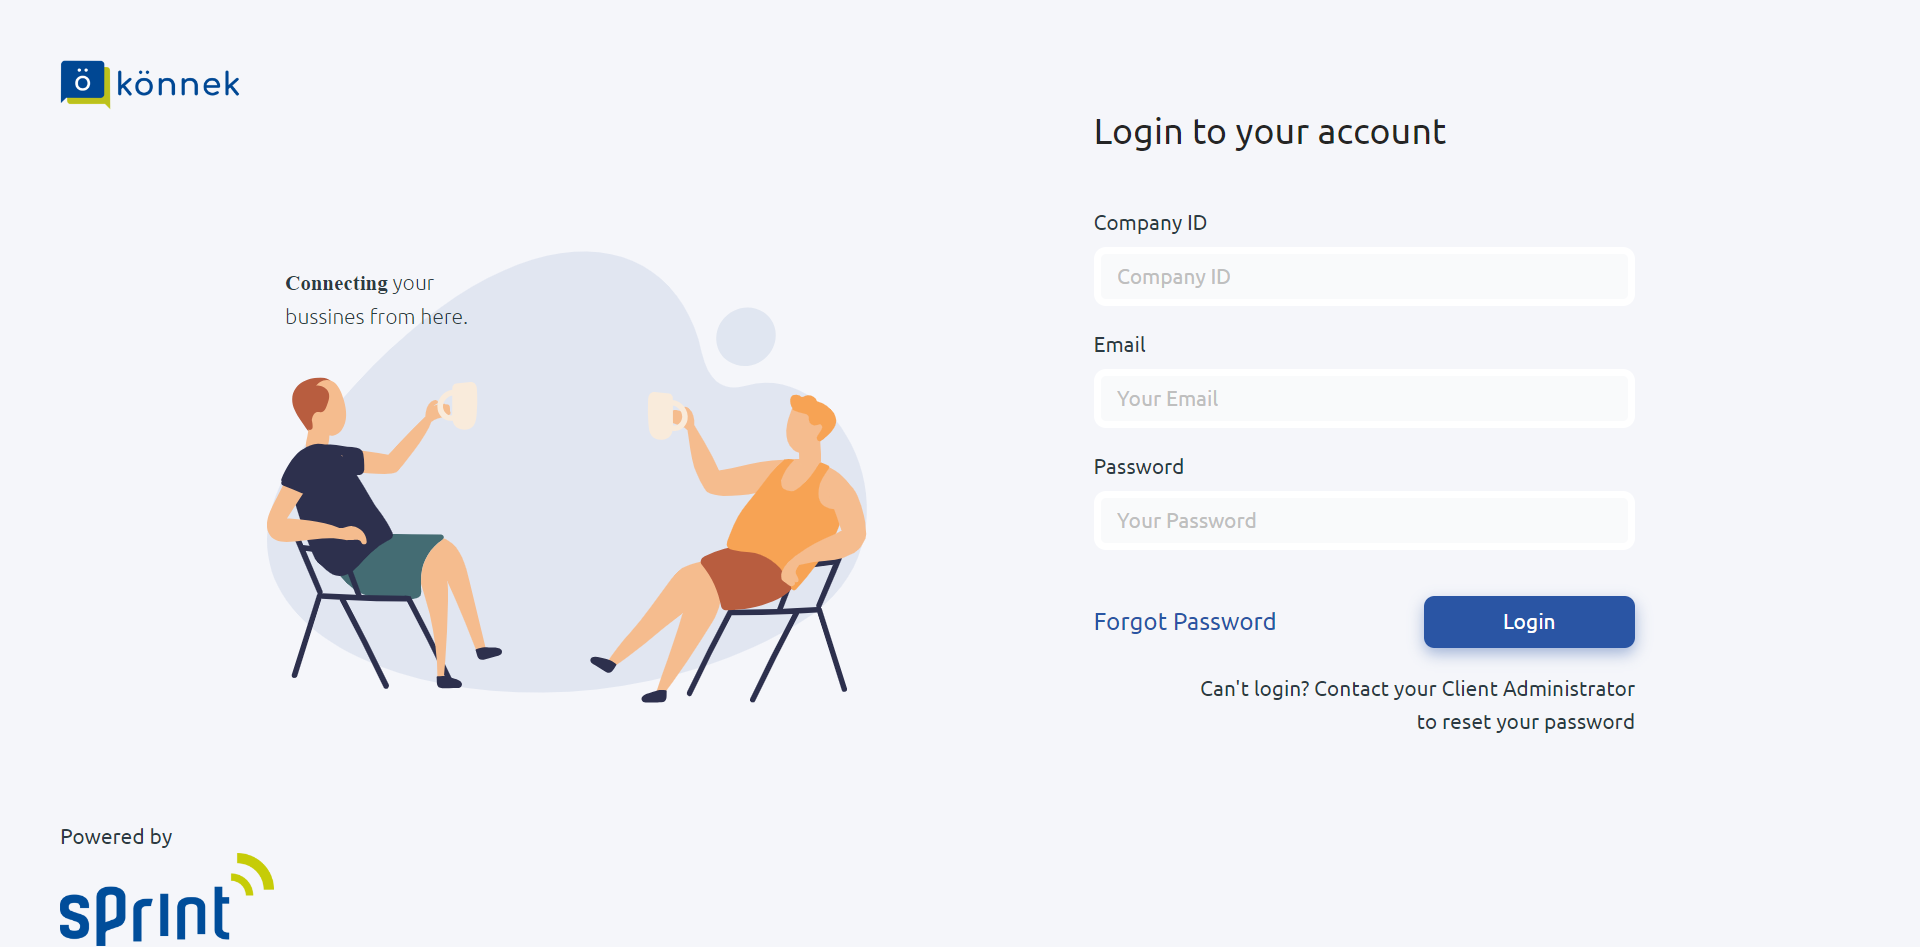 ö könnek
Connecting your
bussines from here.
Powered by
sprint
Login to your account
Company ID
Company ID
Email
Your Email
Password
Your Password
Forgot Password
Login
Can't login? Contact your Client Administrator
to reset your password